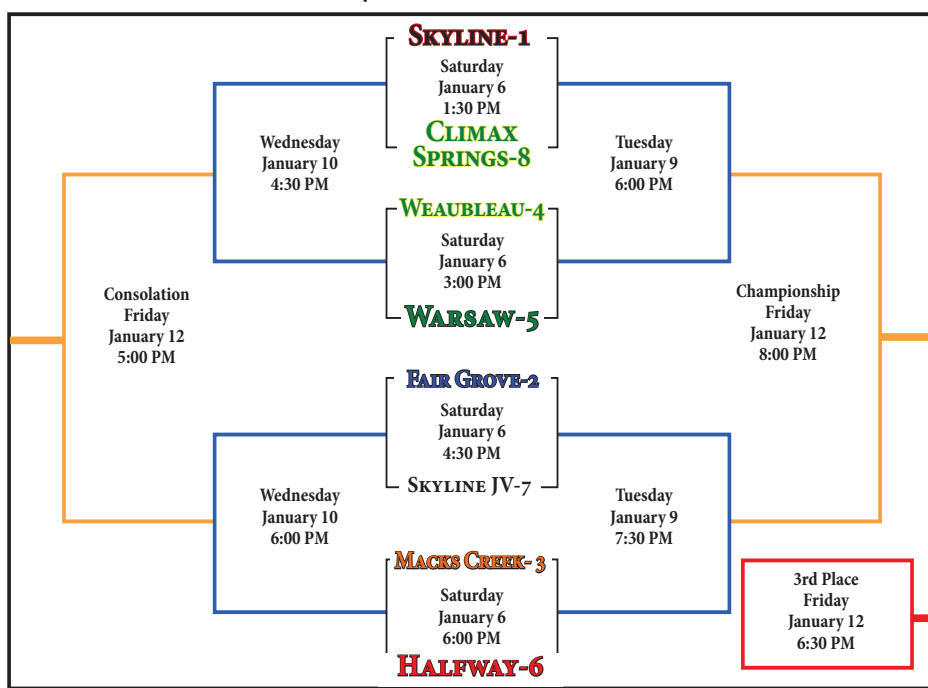 Skyline-1
Saturday
January 6
1:30 PM
Climax
Springs-8
Wednesday
January 10
4:30 PM
Tuesday
January 9
6:00 PM
Weaubleau-4
Saturday
January 6
3:00 PM
Warsaw-5
Consolation
Friday
January 12
5:00 PM
Championship
Friday
January 12
8:00 PM
Fair Grove-2
Saturday
January 6
4:30 PM
Skyline JV-7
Wednesday
January 10
6:00 PM
Tuesday
January 9
7:30 PM
Macks Creek- 3
Saturday
January 6
6:00 PM
Halfway-6
3rd Place
Friday
January 12
6:30 PM